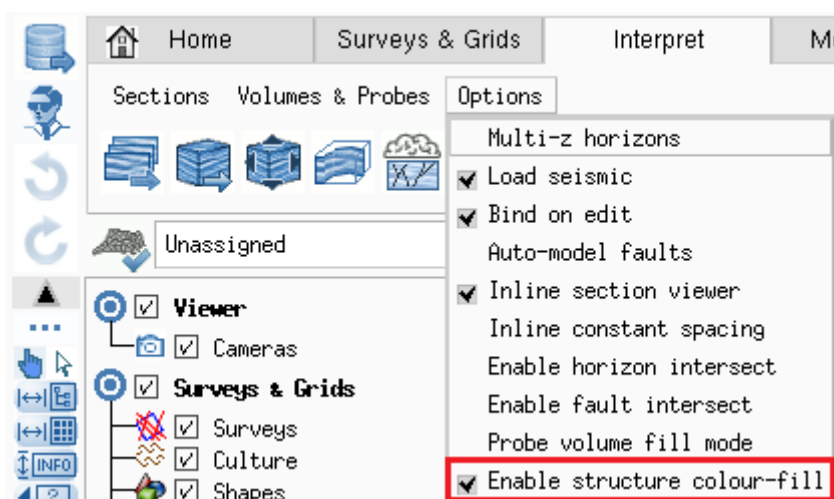 Home Surveys & Grids Interpret
Sections Volumes & Probes Options
Multi-z horizons
Load seismic
Bind on edit
Auto-model faults
Inline section viewer
Inline constant spacing
Enable horizon intersect
Enable fault intersect
Probe volume fill mode
Enable structure colour-fill
Unassigned
Viewer
Cameras
Surveys & Grids
Surveys
Culture
Shapes
INFO
?